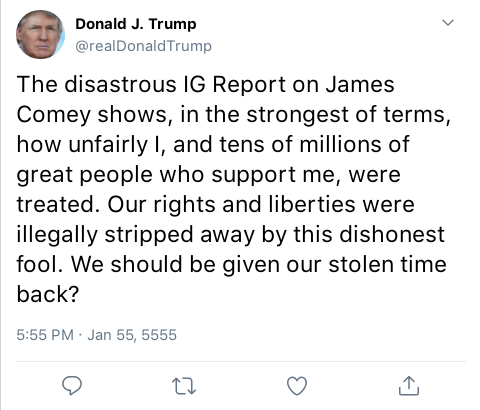 Donald J. Trump
@realDonaldTrump
The disastrous IG Report on James
Comey shows, in the strongest of terms,
how unfairly I, and tens of millions of
great people who support me, were
treated. Our rights and liberties were
illegally stripped away by this dishonest
fool. We should be given our stolen time
back?
5:55 PM · Jan 55, 5555